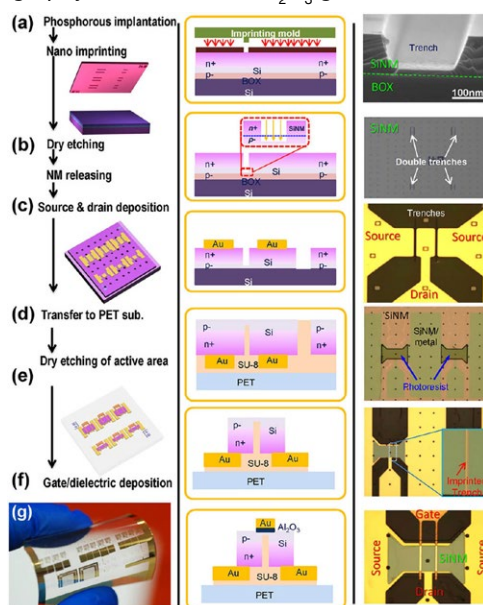 (a) Phosphorous implantation
Nano imprinting
(b)
Dry etching
NM releasing
(c) Source & drain deposition
(d) Transfer to PET sub.
Dry etching of active area
(e)
(f) Gate/dielectric deposition
(g)
Imprinting mold
n+
p-
Si
BOX
Si
n+
SiNM
p-
n+
p-
Si
BOX
Si
Au
Au
n+
p-
Si
n+
p-
Si
p-
Si
p-
n+
n+
Au
Au
SU-8
PET
p-
Si
n+
Au
SU-8
Au
PET
Au
Al₂O₃
p-
Si
n+
Au
SU-8
Au
PET
Trench
SiNM
BOX
100nm
SiNM
Double trenches
Trenches
Source
Source
Drain
SiNM
SiNM/
metal
Photoresist
Imprinted
Trench
Gate
Source
Source
SiNM
Drain